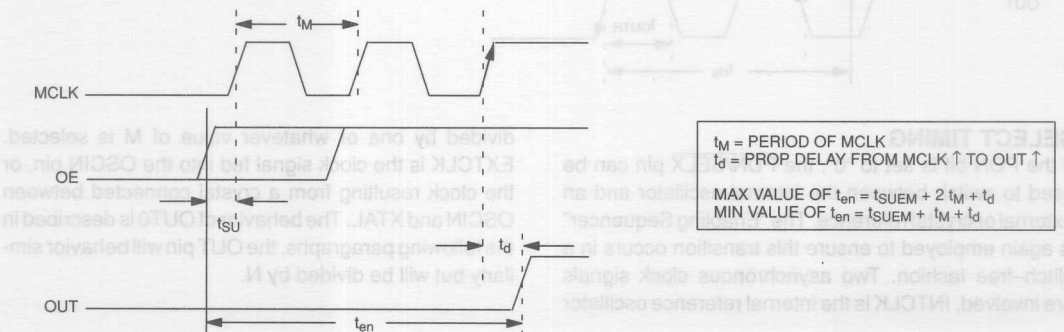 tM
MCLK
OE
tSU
td
OUT
ten
tM = PERIOD OF MCLK
td = PROP DELAY FROM MCLK ↑ TO OUT ↑
MAX VALUE OF ten = tSUEM + 2 tM + td
MIN VALUE OF ten = tSUEM + tM + td